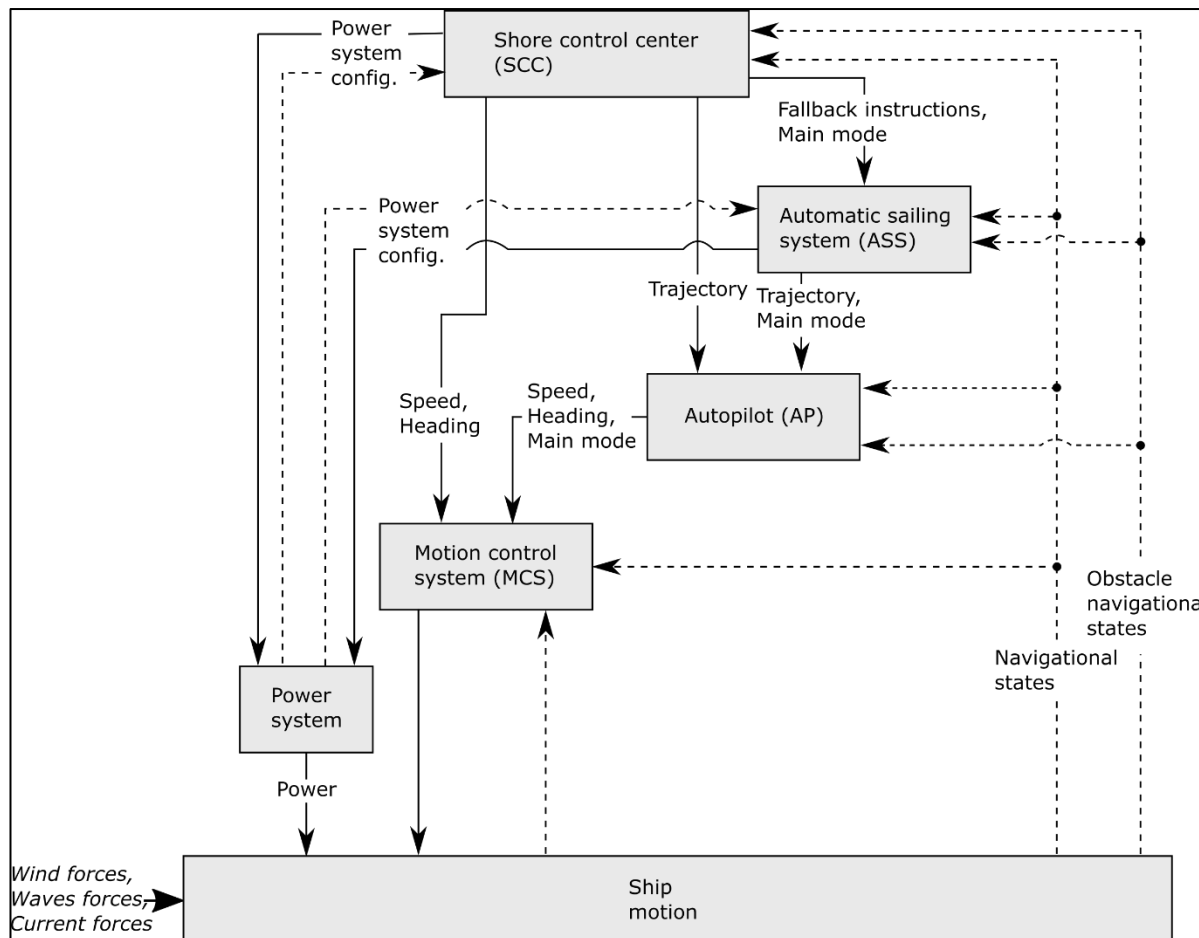 Power
system
config.
Shore control center
(SCC)
Fallback instructions,
Main mode
Power
system
config.
Automatic sailing
system (ASS)
Trajectory
Trajectory,
Main mode
Speed,
Heading
Speed,
Heading,
Main mode
Autopilot (AP)
Motion control
system (MCS)
Obstacle
navigational
states
Navigational
states
Power
system
Power
Wind forces,
Waves forces,
Current forces
Ship
motion